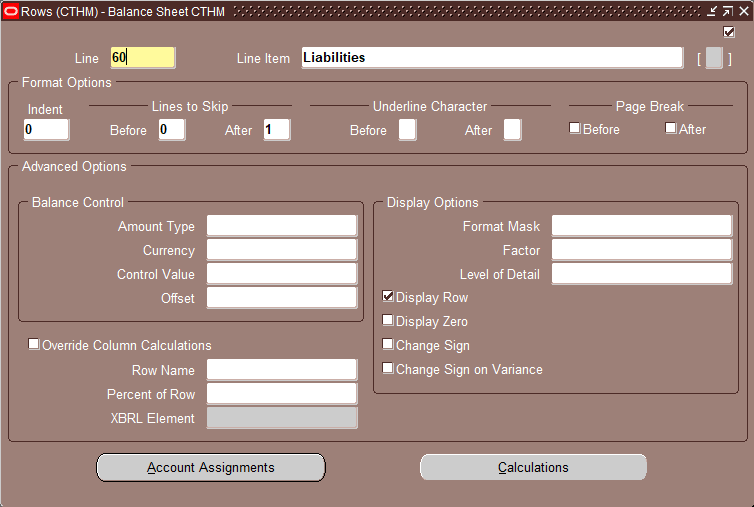 Rows (CTHM) - Balance Sheet CTHM
Line 60 Line Item Liabilities [ ]
Format Options
Indent Lines to Skip Underline Character Page Break
0 Before 0 After 1 Before After Before After
Advanced Options
Balance Control
Amount Type
Currency
Control Value
Offset
Display Options
Format Mask
Factor
Level of Detail
Display Row
Display Zero
Change Sign
Change Sign on Variance
Override Column Calculations
Row Name
Percent of Row
XBRL Element
Account Assignments Calculations